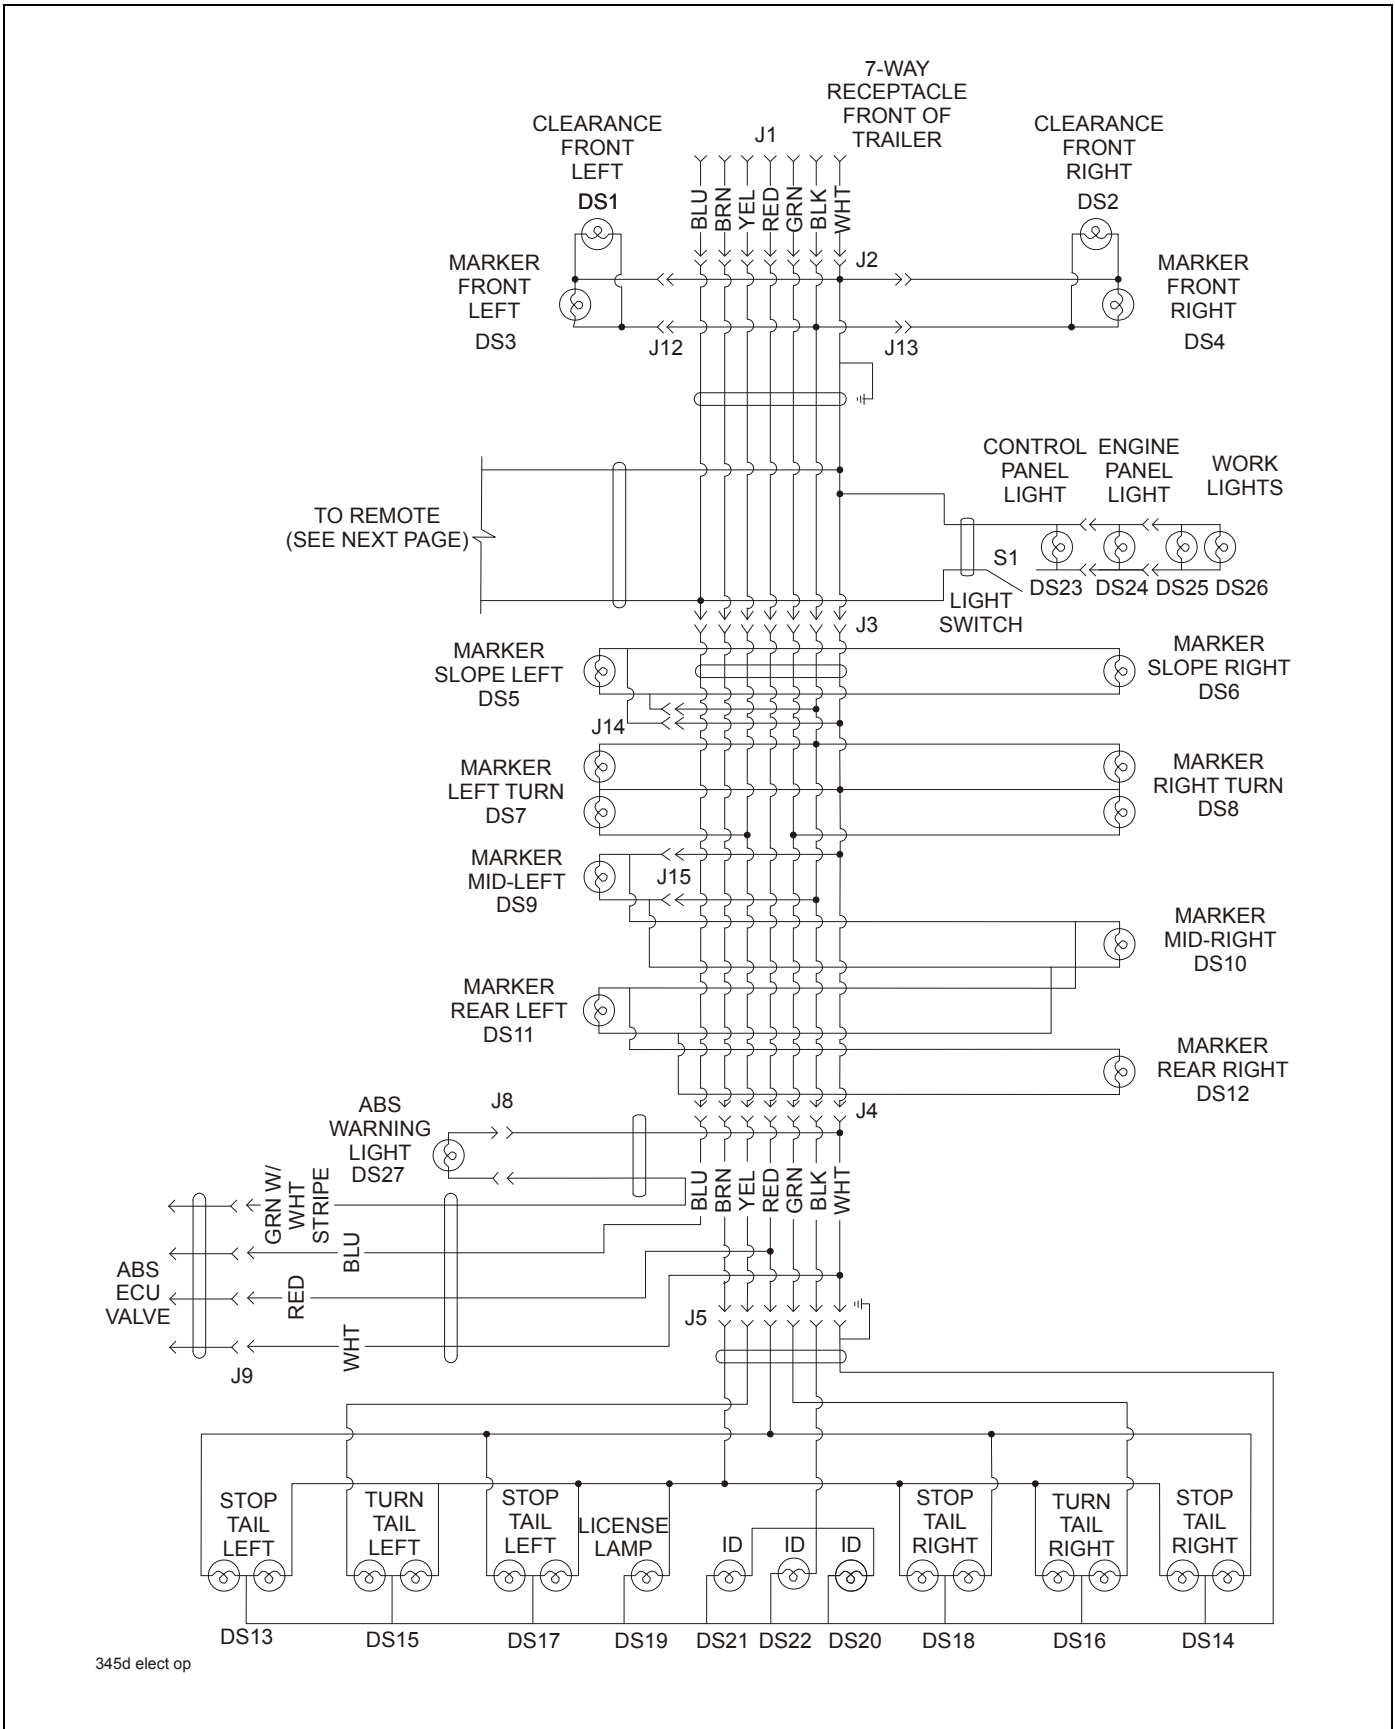 7-WAY
RECEPTACLE
FRONT OF
TRAILER
J1
CLEARANCE
FRONT
LEFT
DS1
CLEARANCE
FRONT
RIGHT
DS2
BLU
BRN
YEL
RED
GRN
BLK
WHT
J2
MARKER
FRONT
LEFT
DS3
MARKER
FRONT
RIGHT
DS4
J12
J13
CONTROL
PANEL
LIGHT
ENGINE
PANEL
LIGHT
WORK
LIGHTS
TO REMOTE
(SEE NEXT PAGE)
S1
DS23
DS24
DS25
DS26
LIGHT
SWITCH
J3
MARKER
SLOPE LEFT
DS5
MARKER
SLOPE RIGHT
DS6
J14
MARKER
LEFT TURN
DS7
MARKER
RIGHT TURN
DS8
MARKER
MID-LEFT
DS9
J15
MARKER
MID-RIGHT
DS10
MARKER
REAR LEFT
DS11
MARKER
REAR RIGHT
DS12
J4
ABS
WARNING
LIGHT
DS27
J8
BLU
BRN
YEL
RED
GRN
BLK
WHT
GRN W/
WHT
STRIPE
BLU
RED
WHT
ABS
ECU
VALVE
J9
J5
STOP
TAIL
LEFT
TURN
TAIL
LEFT
STOP
TAIL
LEFT
LICENSE
LAMP
ID
ID
ID
STOP
TAIL
RIGHT
TURN
TAIL
RIGHT
STOP
TAIL
RIGHT
DS13
DS15
DS17
DS19
DS21
DS22
DS20
DS18
DS16
DS14
345d elect op